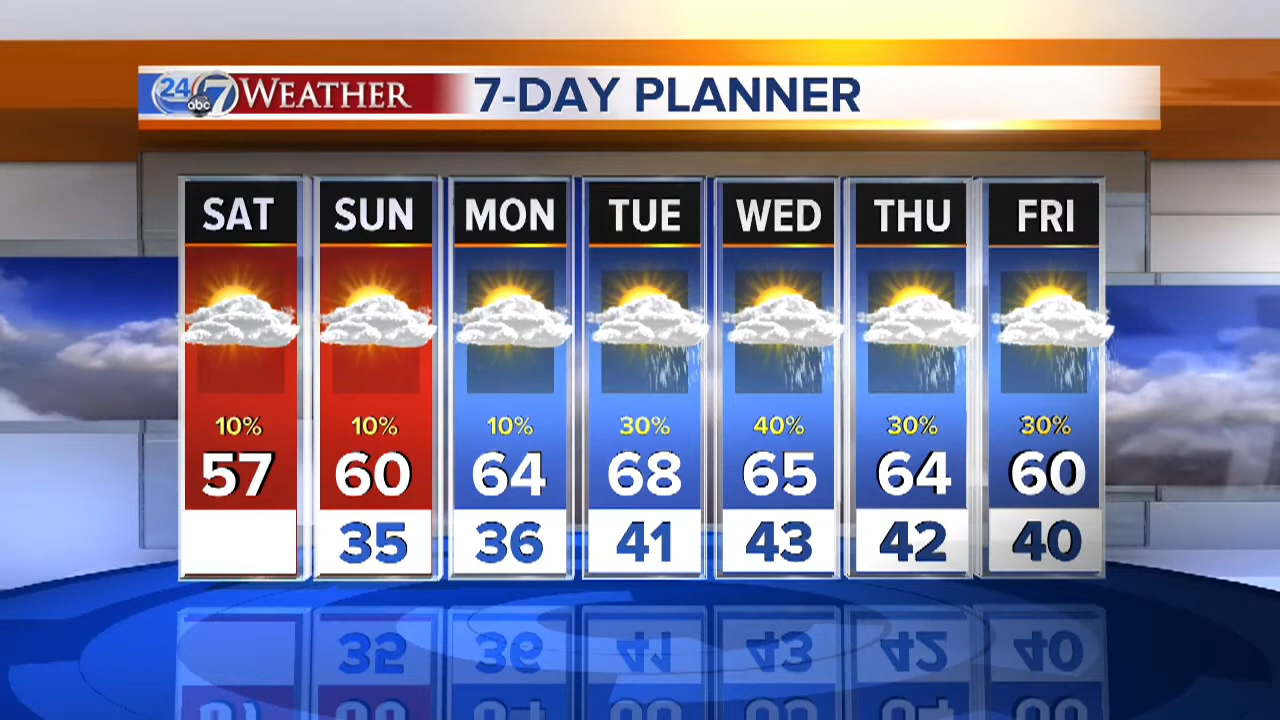 24 7 abc WEATHER 7-DAY PLANNER
SAT SUN MON TUE WED THU FRI
10% 10% 10% 30% 40% 30% 30%
57 60 64 68 65 64 60
35 36 41 43 42 40